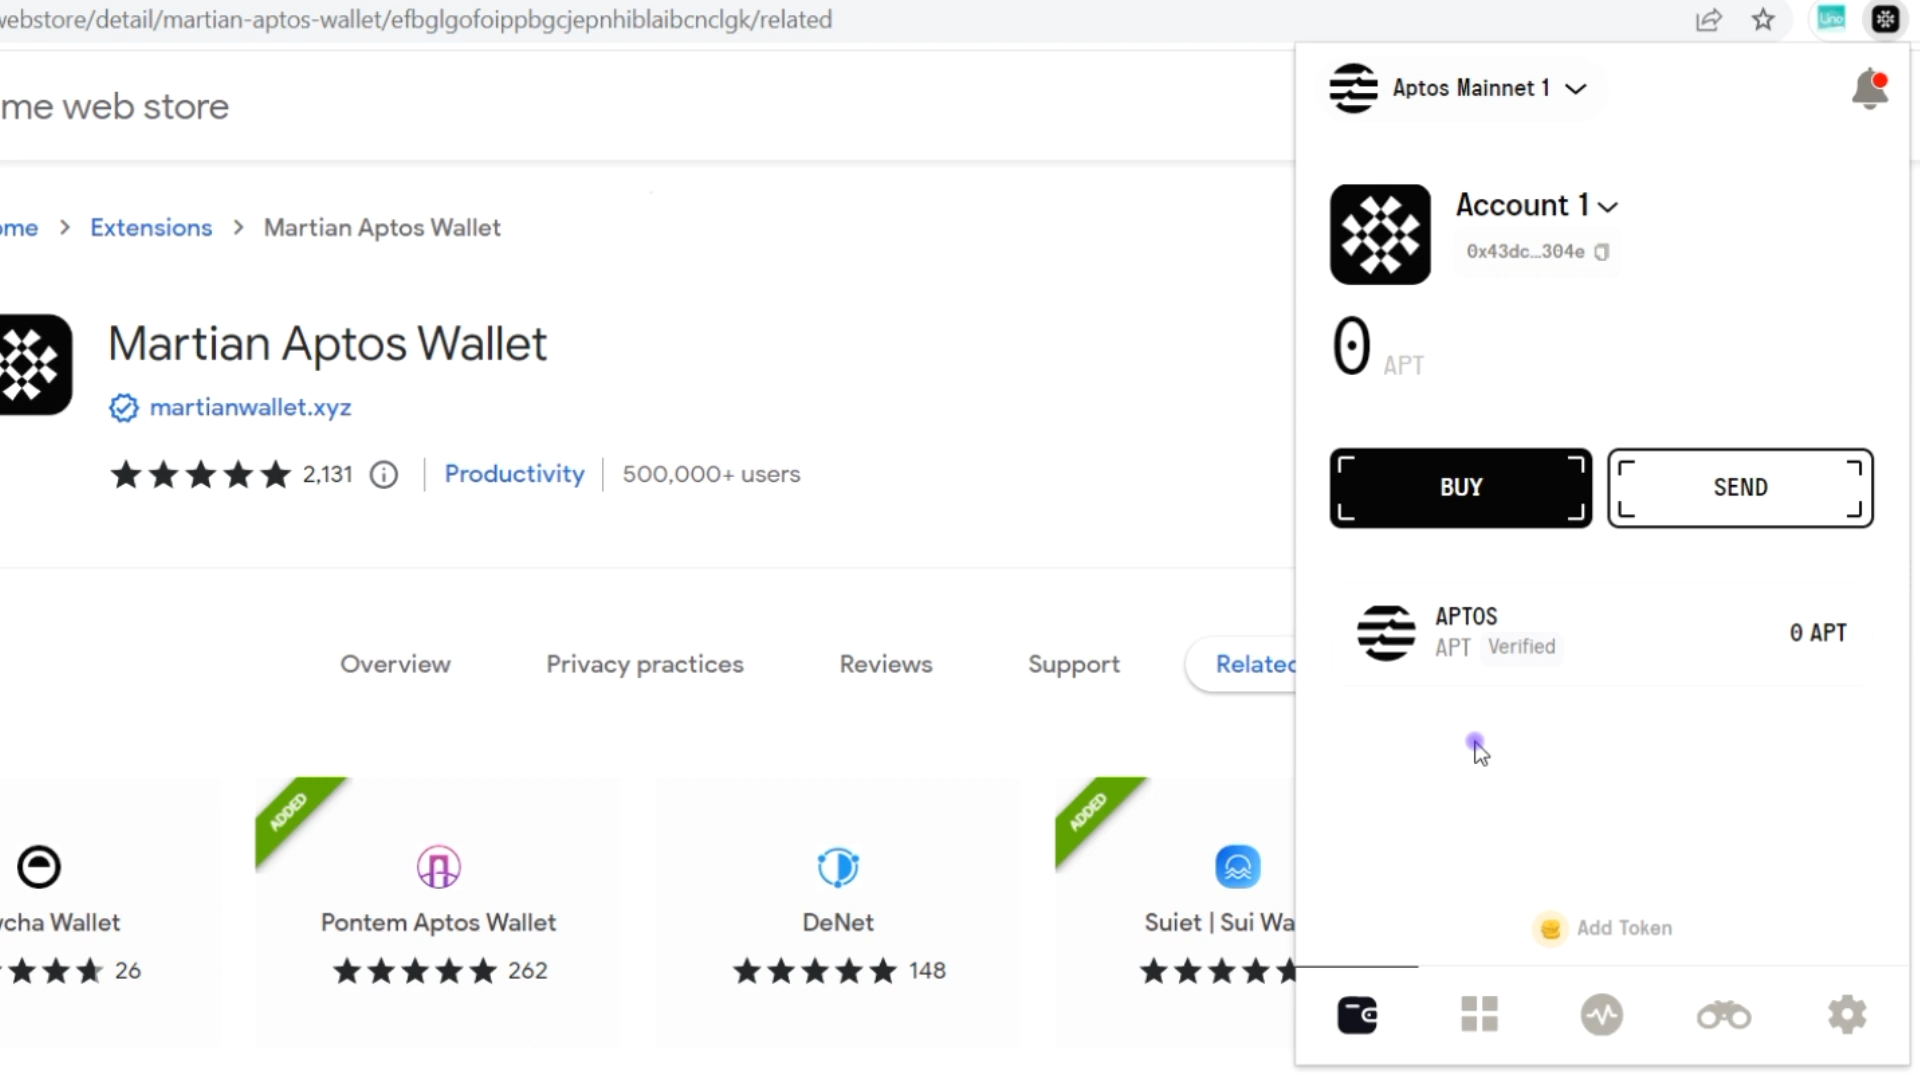 webstore/detail/martian-aptos-wallet/efbglgofoippbgcjepnhiblaibcnclgk/related
me web store
ome > Extensions > Martian Aptos Wallet
Martian Aptos Wallet
martianwallet.xyz
2,131 Productivity 500,000+ users
Overview Privacy practices Reviews Support Related
ADDED ADDED
cha Wallet Pontem Aptos Wallet DeNet Suiet | Sui Wa
26 262 148
Lino
Aptos Mainnet 1
Account 1
0x43dc...304e
0 APT
BUY SEND
APTOS
APT Verified
0 APT
Add Token